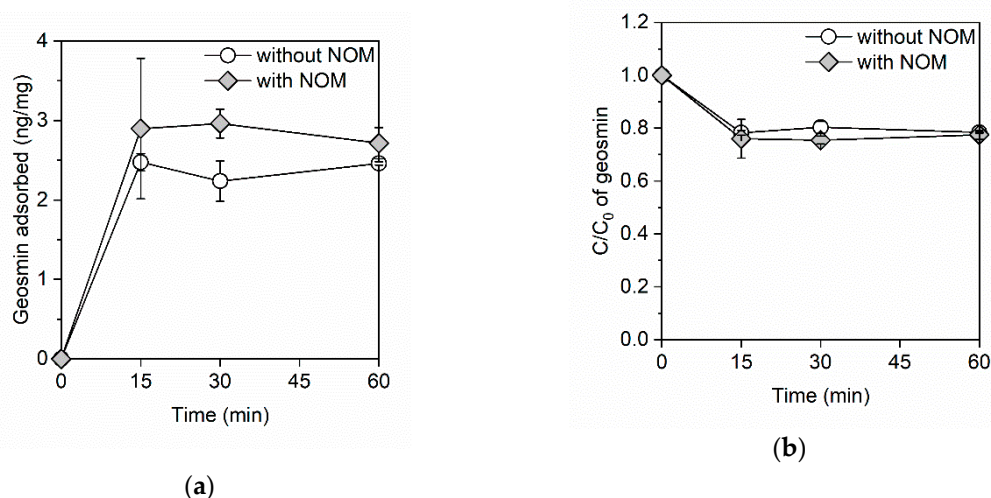 4
3
2
1
0
Geosmin adsorbed (ng/mg)
without NOM
with NOM
0 15 30 45 60
Time (min)
(a)
1.2
1.0
0.8
0.6
0.4
0.2
0.0
C/C₀ of geosmin
without NOM
with NOM
0 15 30 45 60
Time (min)
(b)